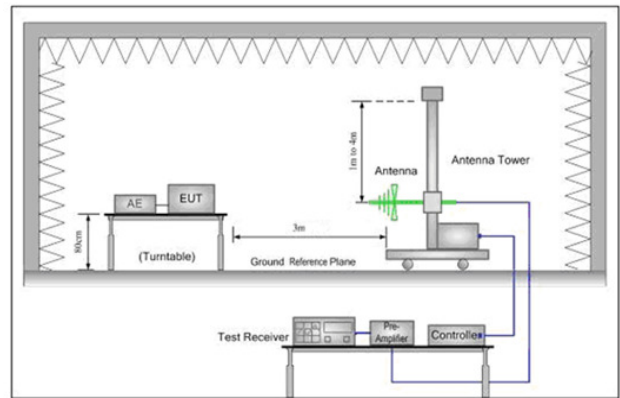 1m to 4m
Antenna
Antenna Tower
AE
EUT
80cm
(Turntable)
3m
Ground Reference Plane
Test Receiver
Pre-
Amplifier
Controller